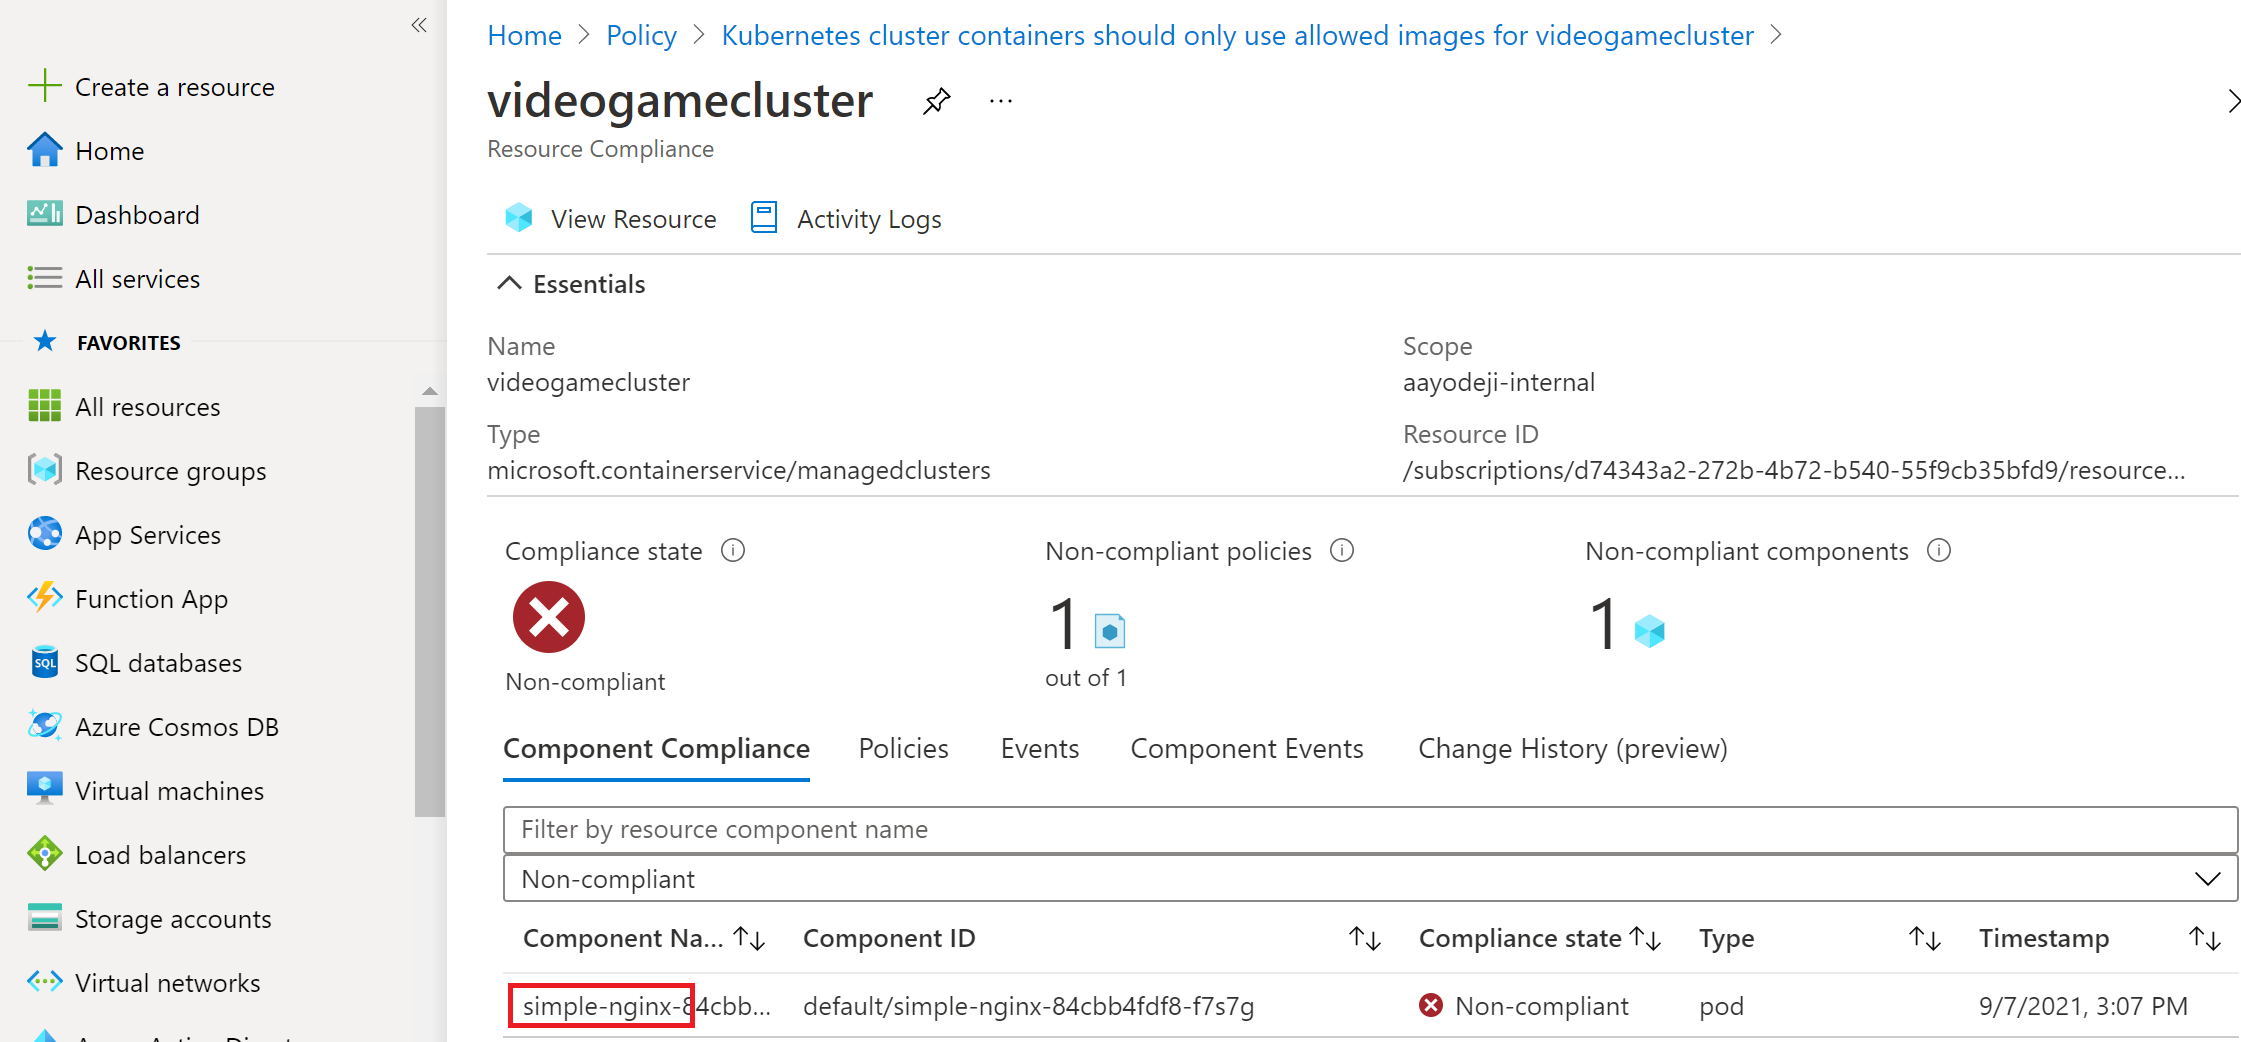 Create a resource
Home
Dashboard
All services
FAVORITES
All resources
Resource groups
App Services
Function App
SQL
SQL databases
Azure Cosmos DB
Virtual machines
Load balancers
Storage accounts
Virtual networks
Home > Policy > Kubernetes cluster containers should only use allowed images for videogamecluster >
videogamecluster
Resource Compliance
View Resource Activity Logs
Essentials
Name
videogamecluster
Scope
aayodeji-internal
Type
microsoft.containerservice/managedclusters
Resource ID
/subscriptions/d74343a2-272b-4b72-b540-55f9cb35bfd9/resource...
Compliance state
Non-compliant
Non-compliant policies
1
out of 1
Non-compliant components
1
Component Compliance Policies Events Component Events Change History (preview)
Filter by resource component name
Non-compliant
Component Na... Component ID Compliance state Type Timestamp
simple-nginx-84cbb... default/simple-nginx-84cbb4fdf8-f7s7g Non-compliant pod 9/7/2021, 3:07 PM